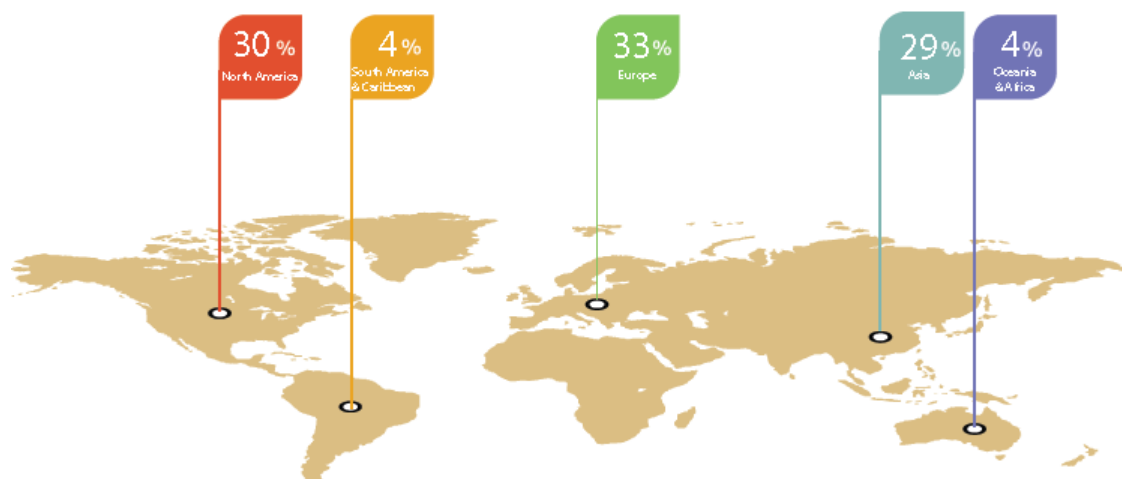 30 %
North America
4 %
South America
& Caribbean
33 %
Europe
29 %
Asia
4 %
Oceania
& Africa